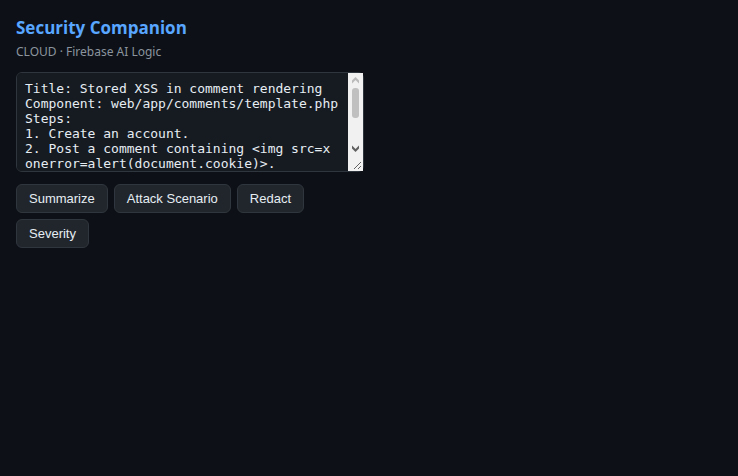 Security Companion
CLOUD · Firebase AI Logic
Title: Stored XSS in comment rendering
Component: web/app/comments/template.php
Steps:
1. Create an account.
2. Post a comment containing <img src=x
onerror=alert(document.cookie)>.
Summarize
Attack Scenario
Redact
Severity